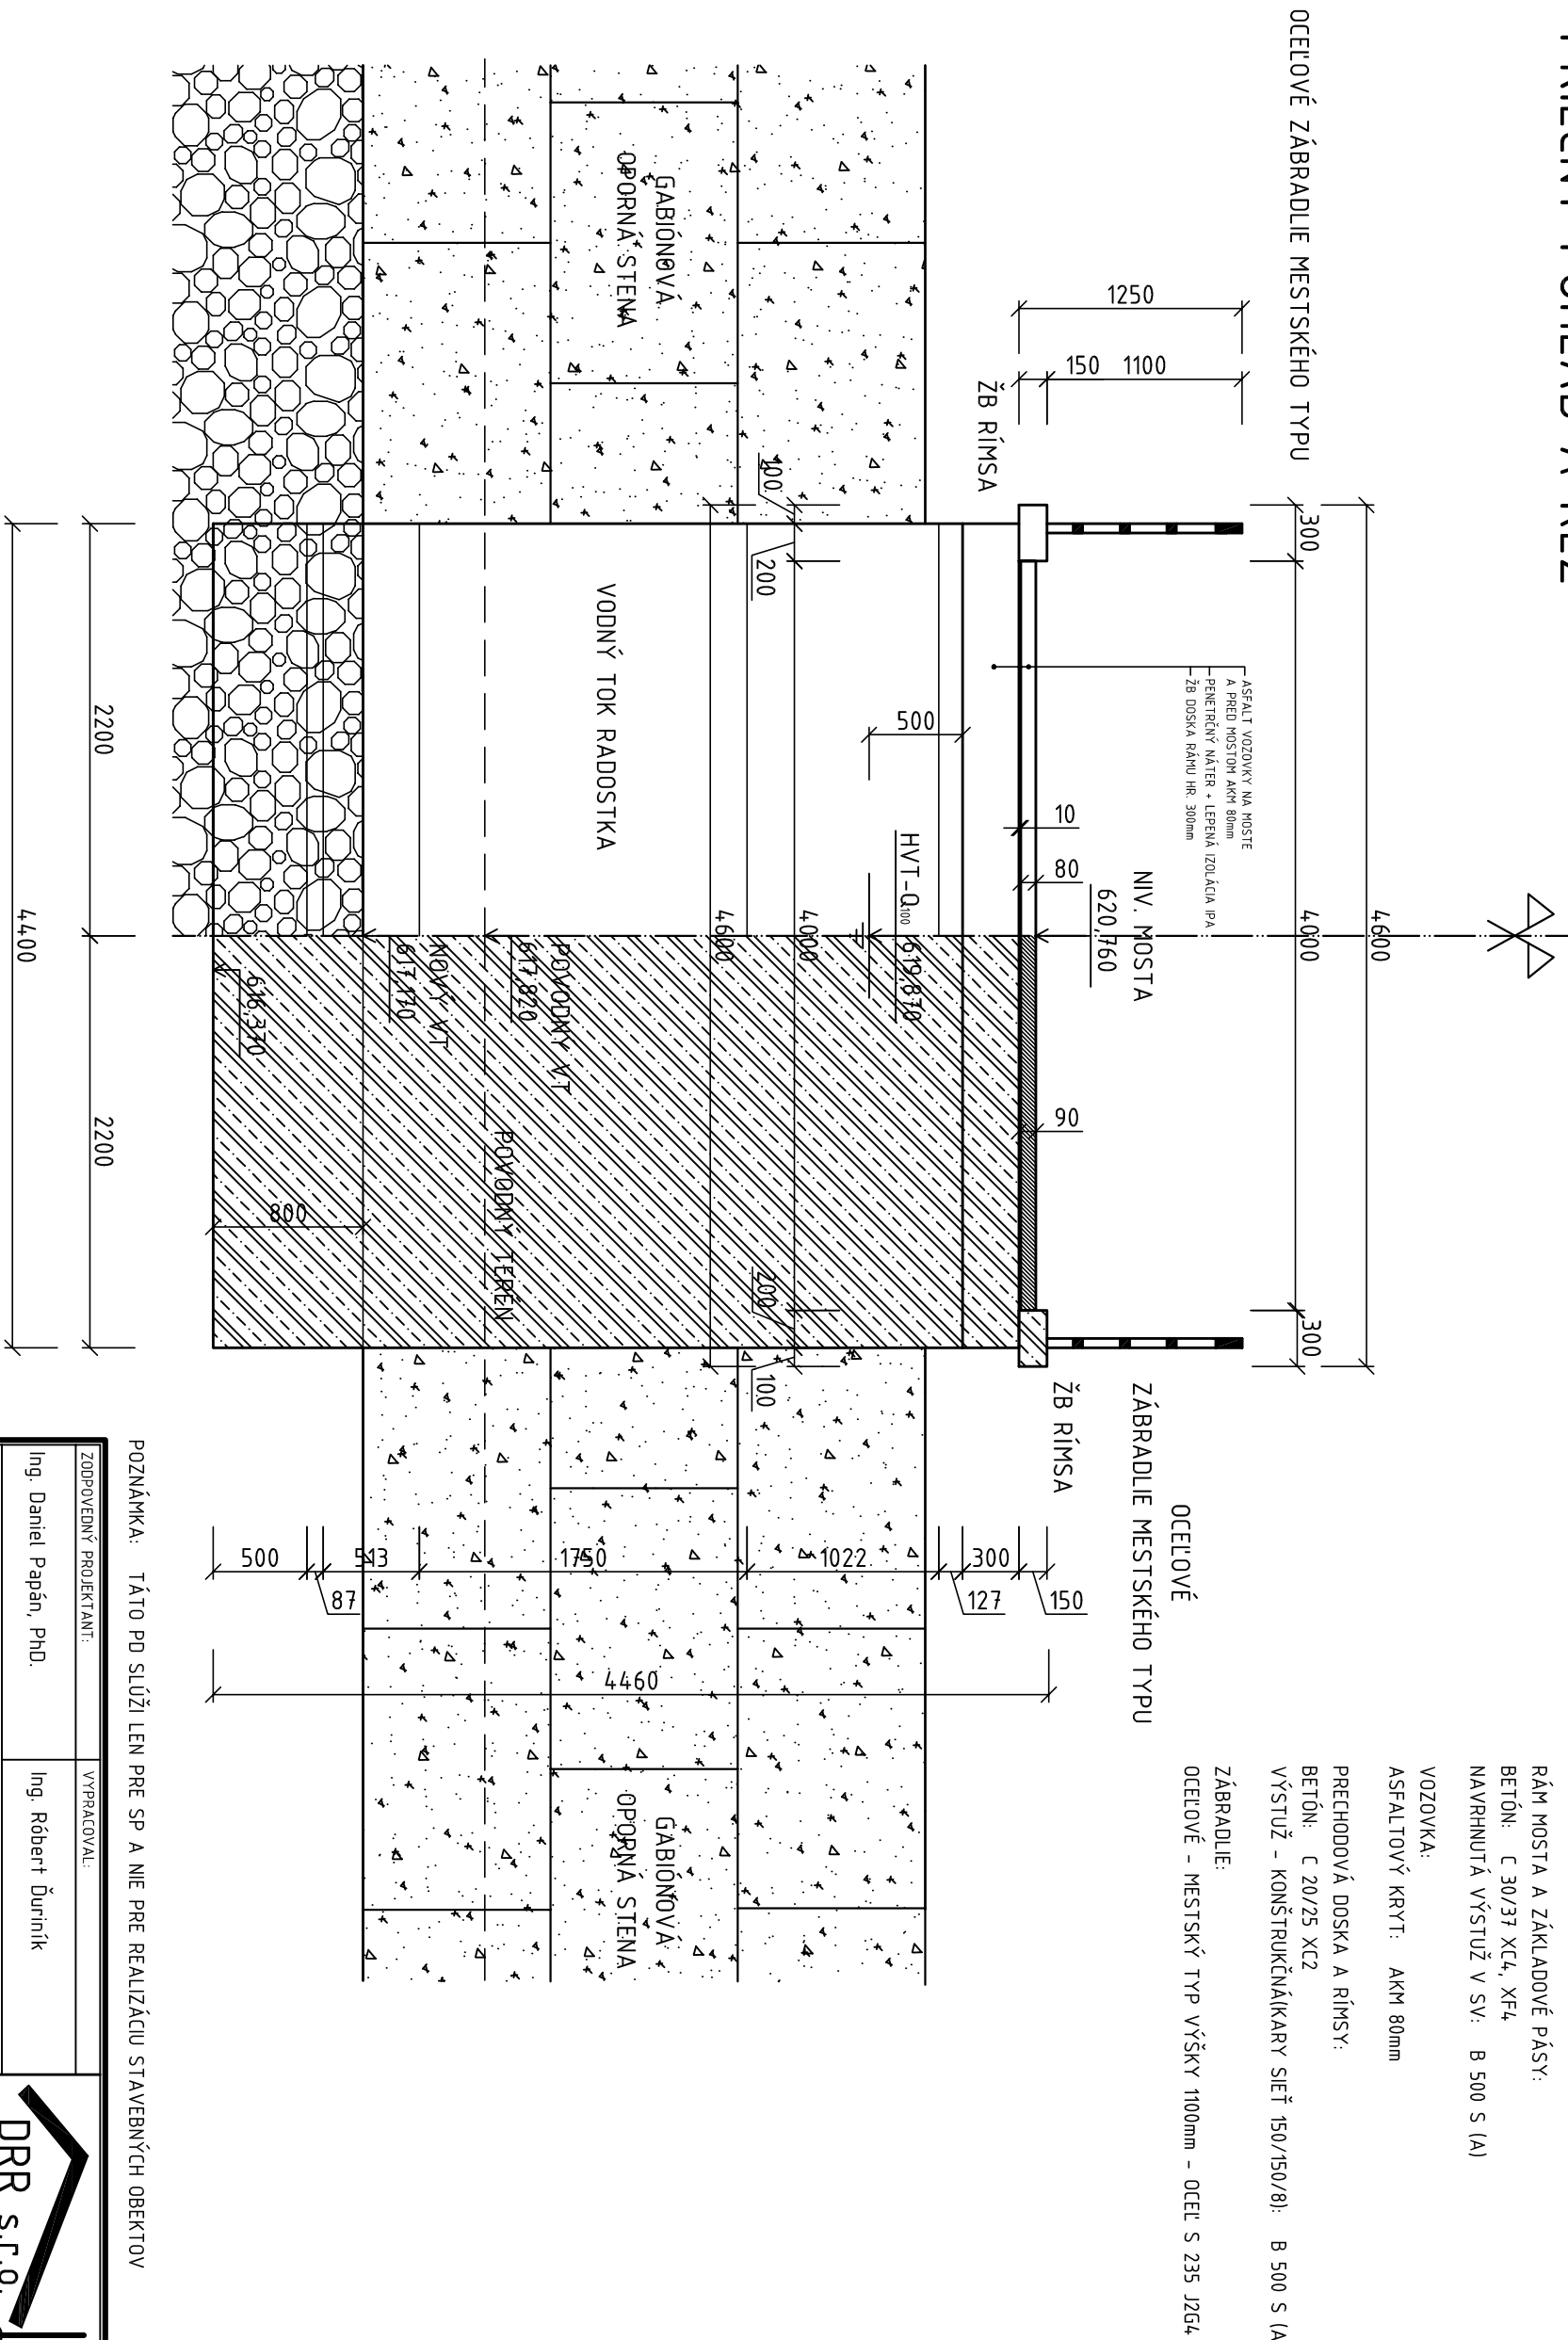 OCEĽOVÉ ZÁBRADLIE MESTSKÉHO TYPU
1250
150
1100
ŽB RÍMSA
GABIÓNOVÁ
OPORNÁ STENA
4600
300
4000
300
ASFALT VOZOVKY NA MOSTE
A PRED MOSTOM AKM 80mm
PENETRČNÝ NÁTER + LEPENÁ IZOLÁCIA IPA
ŽB DOSKA RÁMU HR. 300mm
NIV. MOSTA
620,760
10
80
90
500
HVT-Q100 619,870
100
200
4000
200
100
4600
VODNÝ TOK RADOSTKA
POVODNÝ VT
617,820
NOVÝ VT
617,170
POVODNÝ TERÉN
616,370
800
2200
2200
4400
OCEĽOVÉ
ZÁBRADLIE MESTSKÉHO TYPU
ŽB RÍMSA
500
87
513
1750
1022
127
300
150
4460
GABIÓNOVÁ
OPORNÁ STENA
RÁM MOSTA A ZÁKLADOVÉ PÁSY:
BETÓN: C 30/37 XC4, XF4
NAVRHNUTÁ VÝSTUŽ V SV: B 500 S (A)
VOZOVKA:
ASFALTOVÝ KRYT: AKM 80mm
PRECHODOVÁ DOSKA A RÍMSY:
BETÓN: C 20/25 XC2
VÝSTUŽ - KONŠTRUKČNÁ(KARY SIEŤ 150/150/8): B 500 S (A
ZÁBRADLIE:
OCEĽOVÉ - MESTSKÝ TYP VÝŠKY 1100mm - OCEĽ S 235 J2G4
POZNÁMKA: TÁTO PD SLÚŽI LEN PRE SP A NIE PRE REALIZÁCIU STAVEBNÝCH OBEKTOV
ZODPOVEDNÝ PROJEKTANT:
Ing. Daniel Papán, PhD.
VYPRACOVAL:
Ing. Róbert Ďuriník
DRR s.r.o.